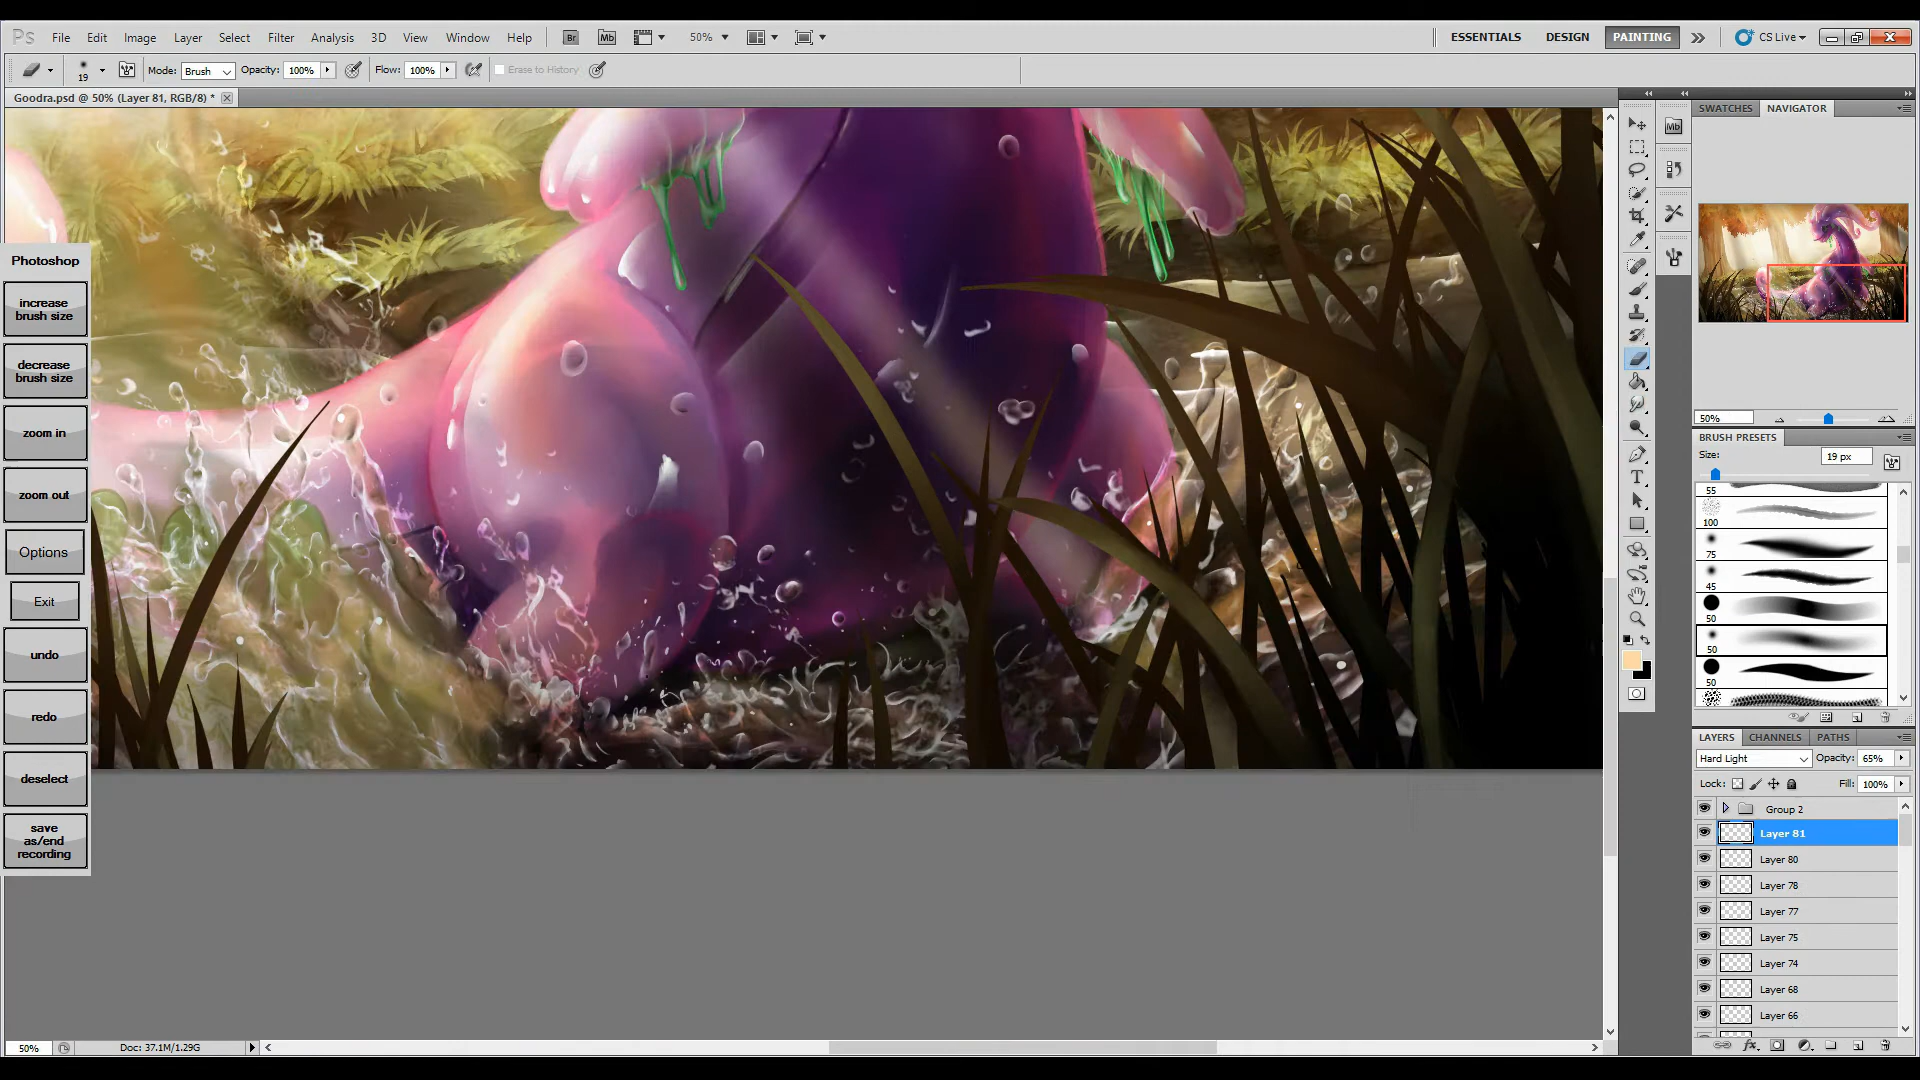 Ps File Edit Image Layer Select Filter Analysis 3D View Window Help Br Mb 50% ESSENTIALS DESIGN PAINTING CS Live
19 Mode: Brush Opacity: 100% Flow: 100% Erase to History
Goodra.psd @ 50% (Layer 81, RGB/8) *
SWATCHES NAVIGATOR
Mb
Photoshop
increase
brush size
decrease
brush size
zoom in
zoom out
Options
Exit
undo
redo
deselect
save
as/end
recording
50%
BRUSH PRESETS
Size: 19 px
55
100
75
45
50
50
50
LAYERS CHANNELS PATHS
Hard Light Opacity: 65%
Lock: Fill: 100%
Group 2
Layer 81
Layer 80
Layer 78
Layer 77
Layer 75
Layer 74
Layer 68
Layer 66
50% Doc: 37.1M/1.29G
fx
T